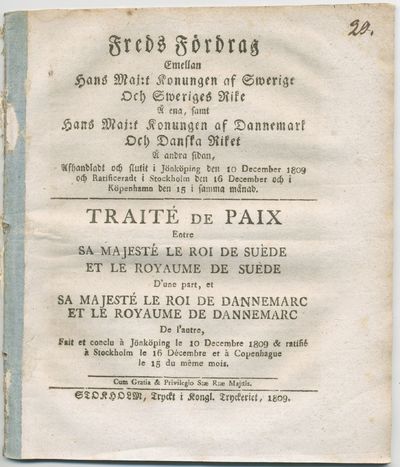 29.
Freds Fördrag
Emellan
Hans Maj:t Konungen af Swerige
Och Sweriges Rike
Å ena, samt
Hans Maj:t Konungen af Dannemark
Och Danska Riket
Å andra sidan,
Afhandladt och slutit i Jönköping den 10 December 1809
och Ratificeradt i Stockholm den 16 December och i
Köpenhamn den 15 i samma månad.
TRAITÉ DE PAIX
Entre
SA MAJESTÉ LE ROI DE SUÈDE
ET LE ROYAUME DE SUÈDE
D'une part, et
SA MAJESTÉ LE ROI DE DANNEMARC
ET LE ROYAUME DE DANNEMARC
De l'autre,
Fait et conclu à Jönköping le 10 Decembre 1809 & ratifié
à Stockholm le 16 Décembre et à Copenhague
le 15 du même mois.
Cum Gratia & Privilegio Suæ Ræ Majtis.
STOCKHOLM, Tryckt i Kongl. Tryckeriet, 1809.